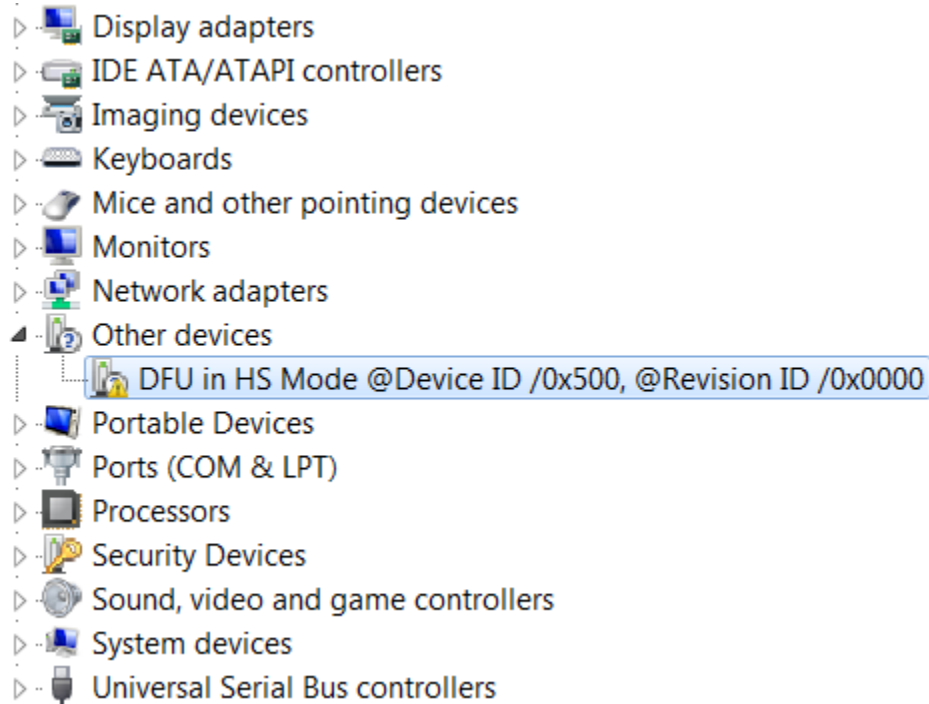 Display adapters
IDE ATA/ATAPI controllers
Imaging devices
Keyboards
Mice and other pointing devices
Monitors
Network adapters
Other devices
DFU in HS Mode @Device ID /0x500, @Revision ID /0x0000
Portable Devices
Ports (COM & LPT)
Processors
Security Devices
Sound, video and game controllers
System devices
Universal Serial Bus controllers